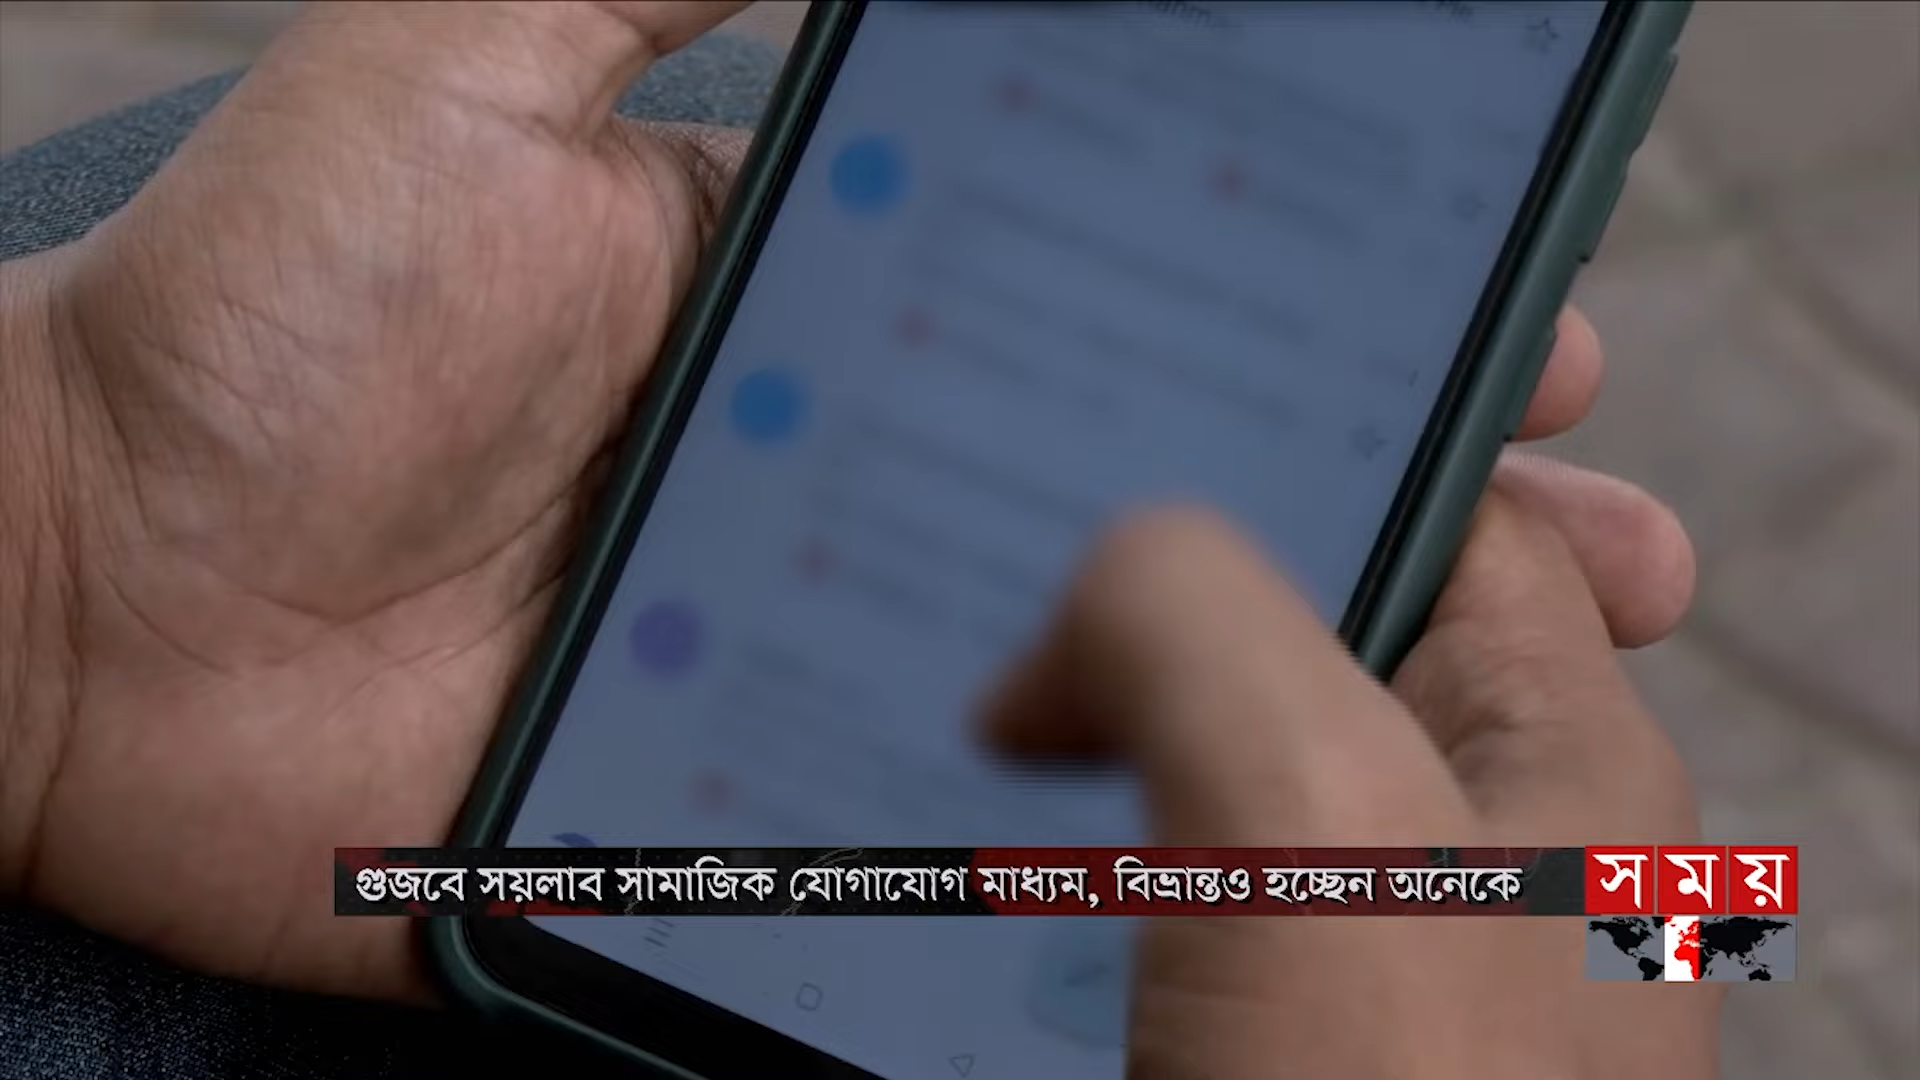 গুজবে সয়লাব সামাজিক যোগাযোগ মাধ্যম, বিভ্রান্তও হচ্ছেন অনেকে
সময়